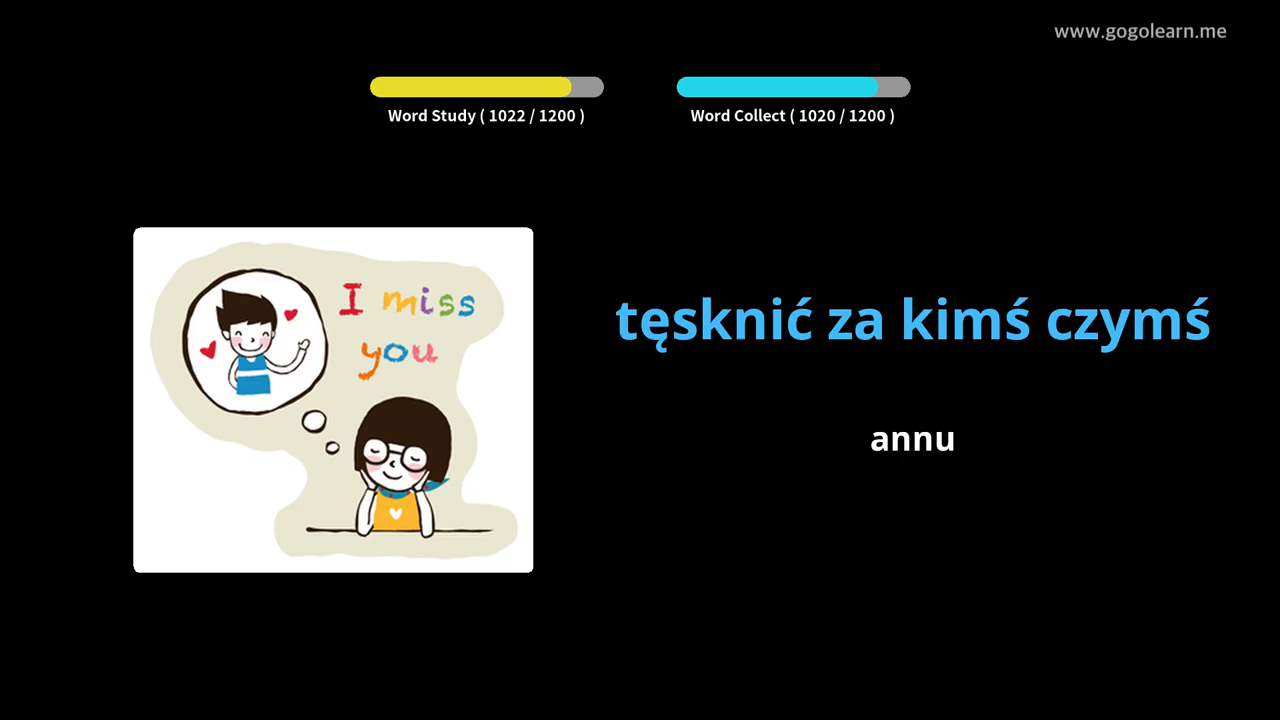 www.gogolearn.me
Word Study ( 1022 / 1200 )
Word Collect ( 1020 / 1200 )
I miss
you
tęsknić za kimś czymś
annu